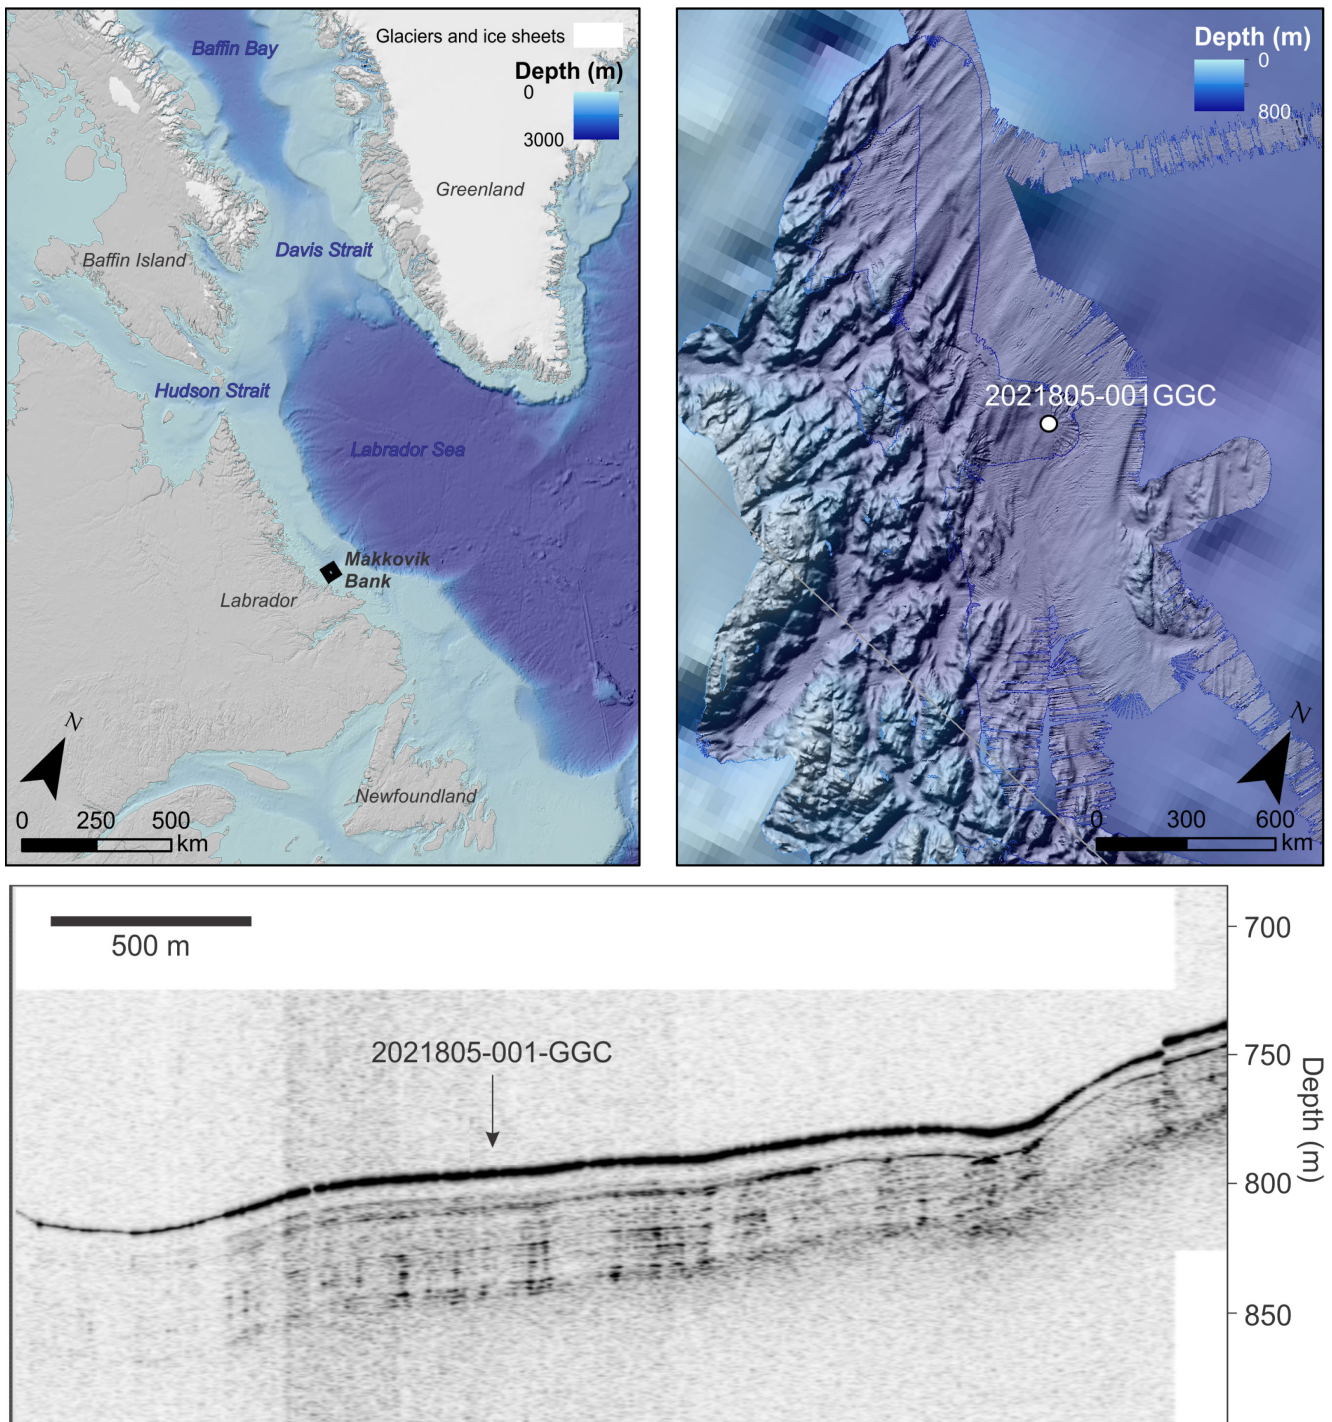 Baffin Bay
Glaciers and ice sheets
Depth (m)
0
3000
Greenland
Davis Strait
Baffin Island
Hudson Strait
Labrador Sea
Makkovik
Bank
Labrador
N
Newfoundland
0 250 500
km
Depth (m)
0
800
2021805-001GGC
N
0 300 600
km
500 m
2021805-001-GGC
700
750
800
850
Depth (m)